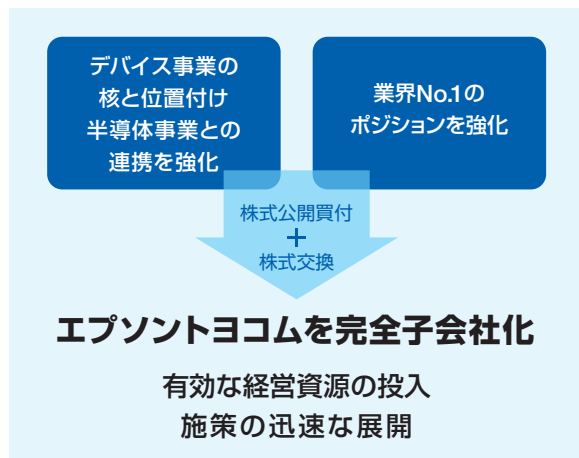 デバイス事業の
核と位置付け
半導体事業との
連携を強化
業界No.1の
ポジションを強化
株式公開買付
＋
株式交換
エプソントヨコムを完全子会社化
有効な経営資源の投入
施策の迅速な展開